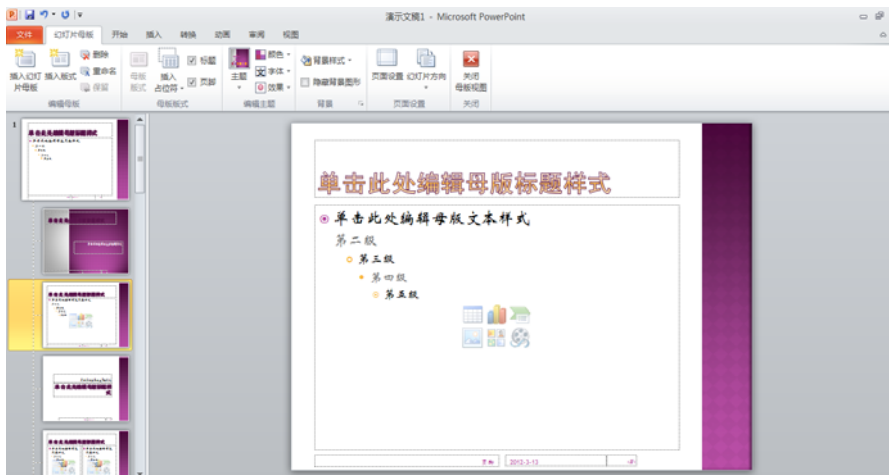 演示文稿1 - Microsoft PowerPoint
文件 幻灯片母版 开始 插入 转换 动画 审阅 视图
插入幻灯片母版 插入版式 删除 重命名 保留
母版版式 插入占位符 标题 页脚
主题 颜色 字体 效果
背景样式 隐藏背景图形
页面设置 幻灯片方向
关闭母版视图
编辑母版 母版版式 编辑主题 背景 页面设置 关闭
1
单击此处编辑母版标题样式
单击此处编辑母版文本样式
第二级
第三级
第四级
第五级
2012-3-13